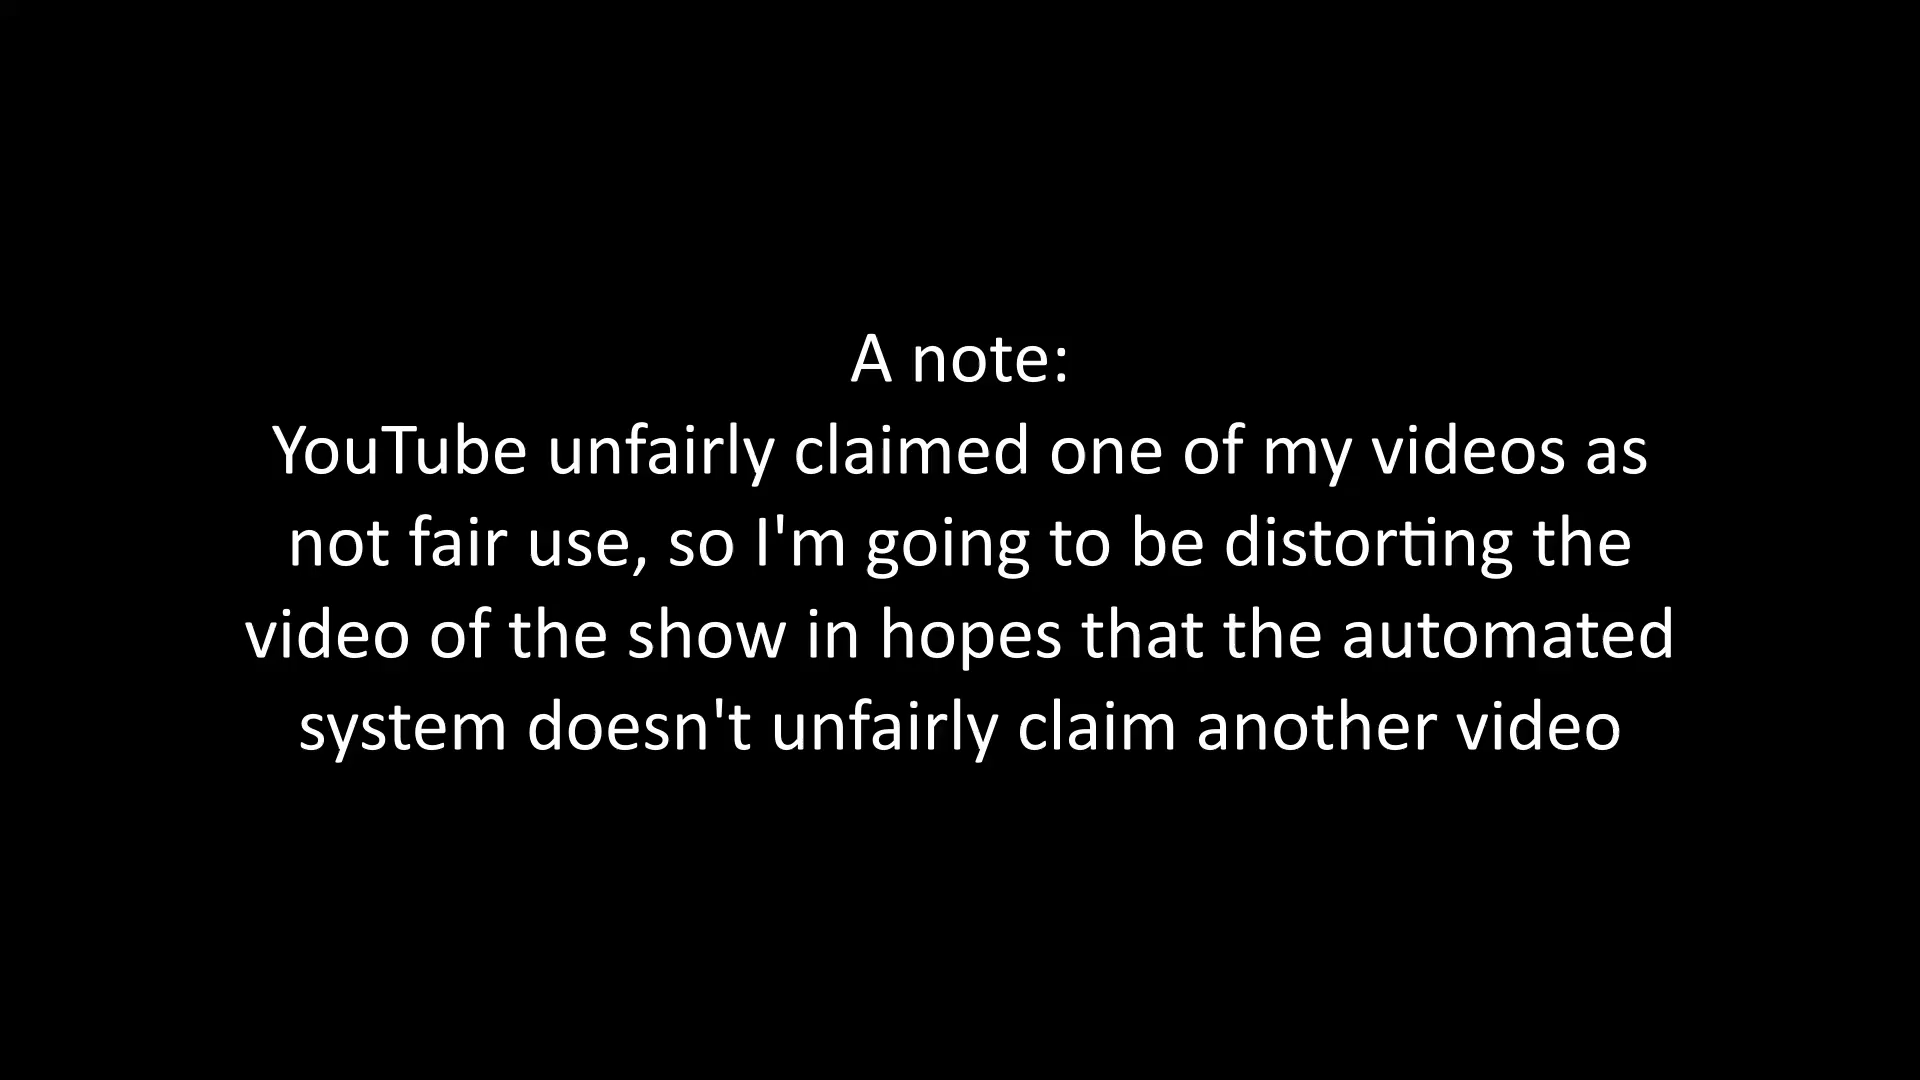 A note:
YouTube unfairly claimed one of my videos as
not fair use, so I'm going to be distorting the
video of the show in hopes that the automated
system doesn't unfairly claim another video